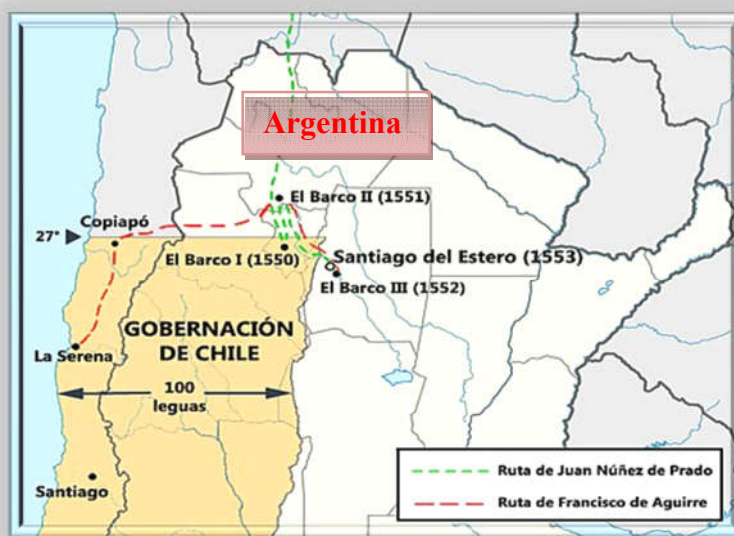 Argentina
El Barco II (1551)
Copiapó
27°
El Barco I (1550)
Santiago del Estero (1553)
El Barco III (1552)
GOBERNACIÓN
DE CHILE
La Serena
100
leguas
Santiago
Ruta de Juan Núñez de Prado
Ruta de Francisco de Aguirre